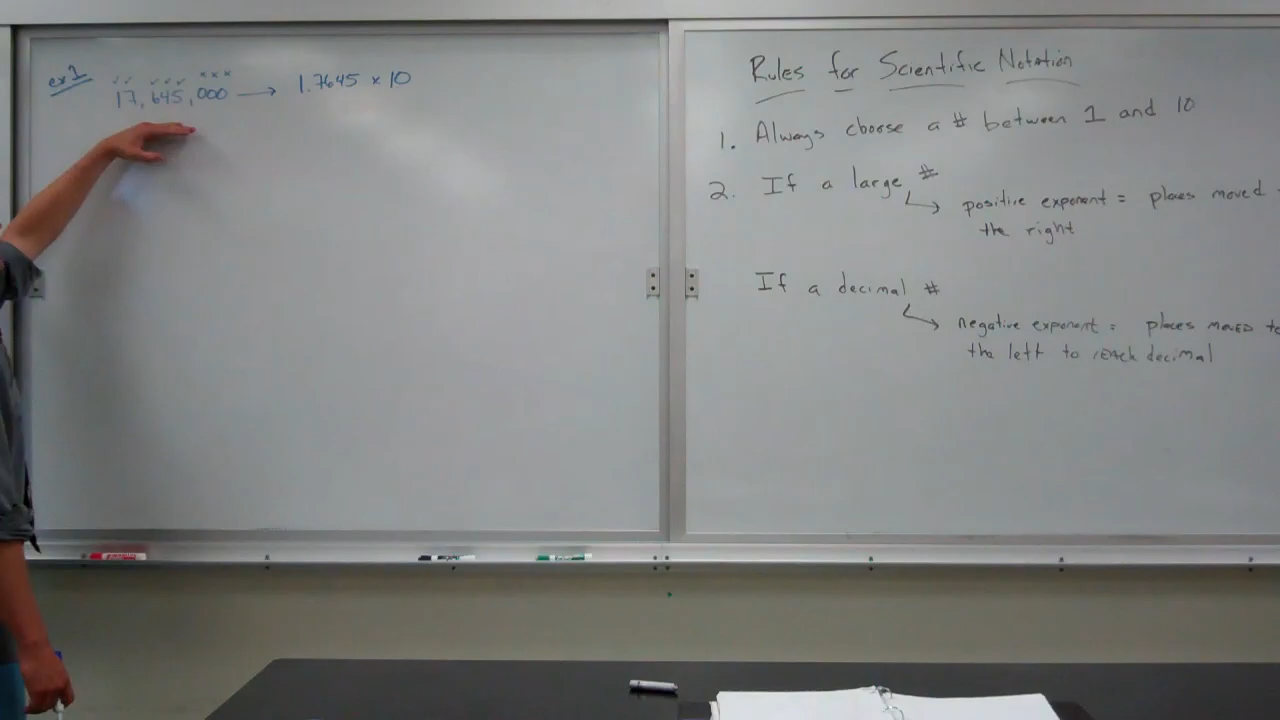 ex 1
17,645,000 → 1.7645 × 10
Rules for Scientific Notation
1. Always choose a # between 1 and 10
2. If a large #
↳ positive exponent = places moved
the right
If a decimal #
↳ negative exponent = places moved to
the left to reach decimal